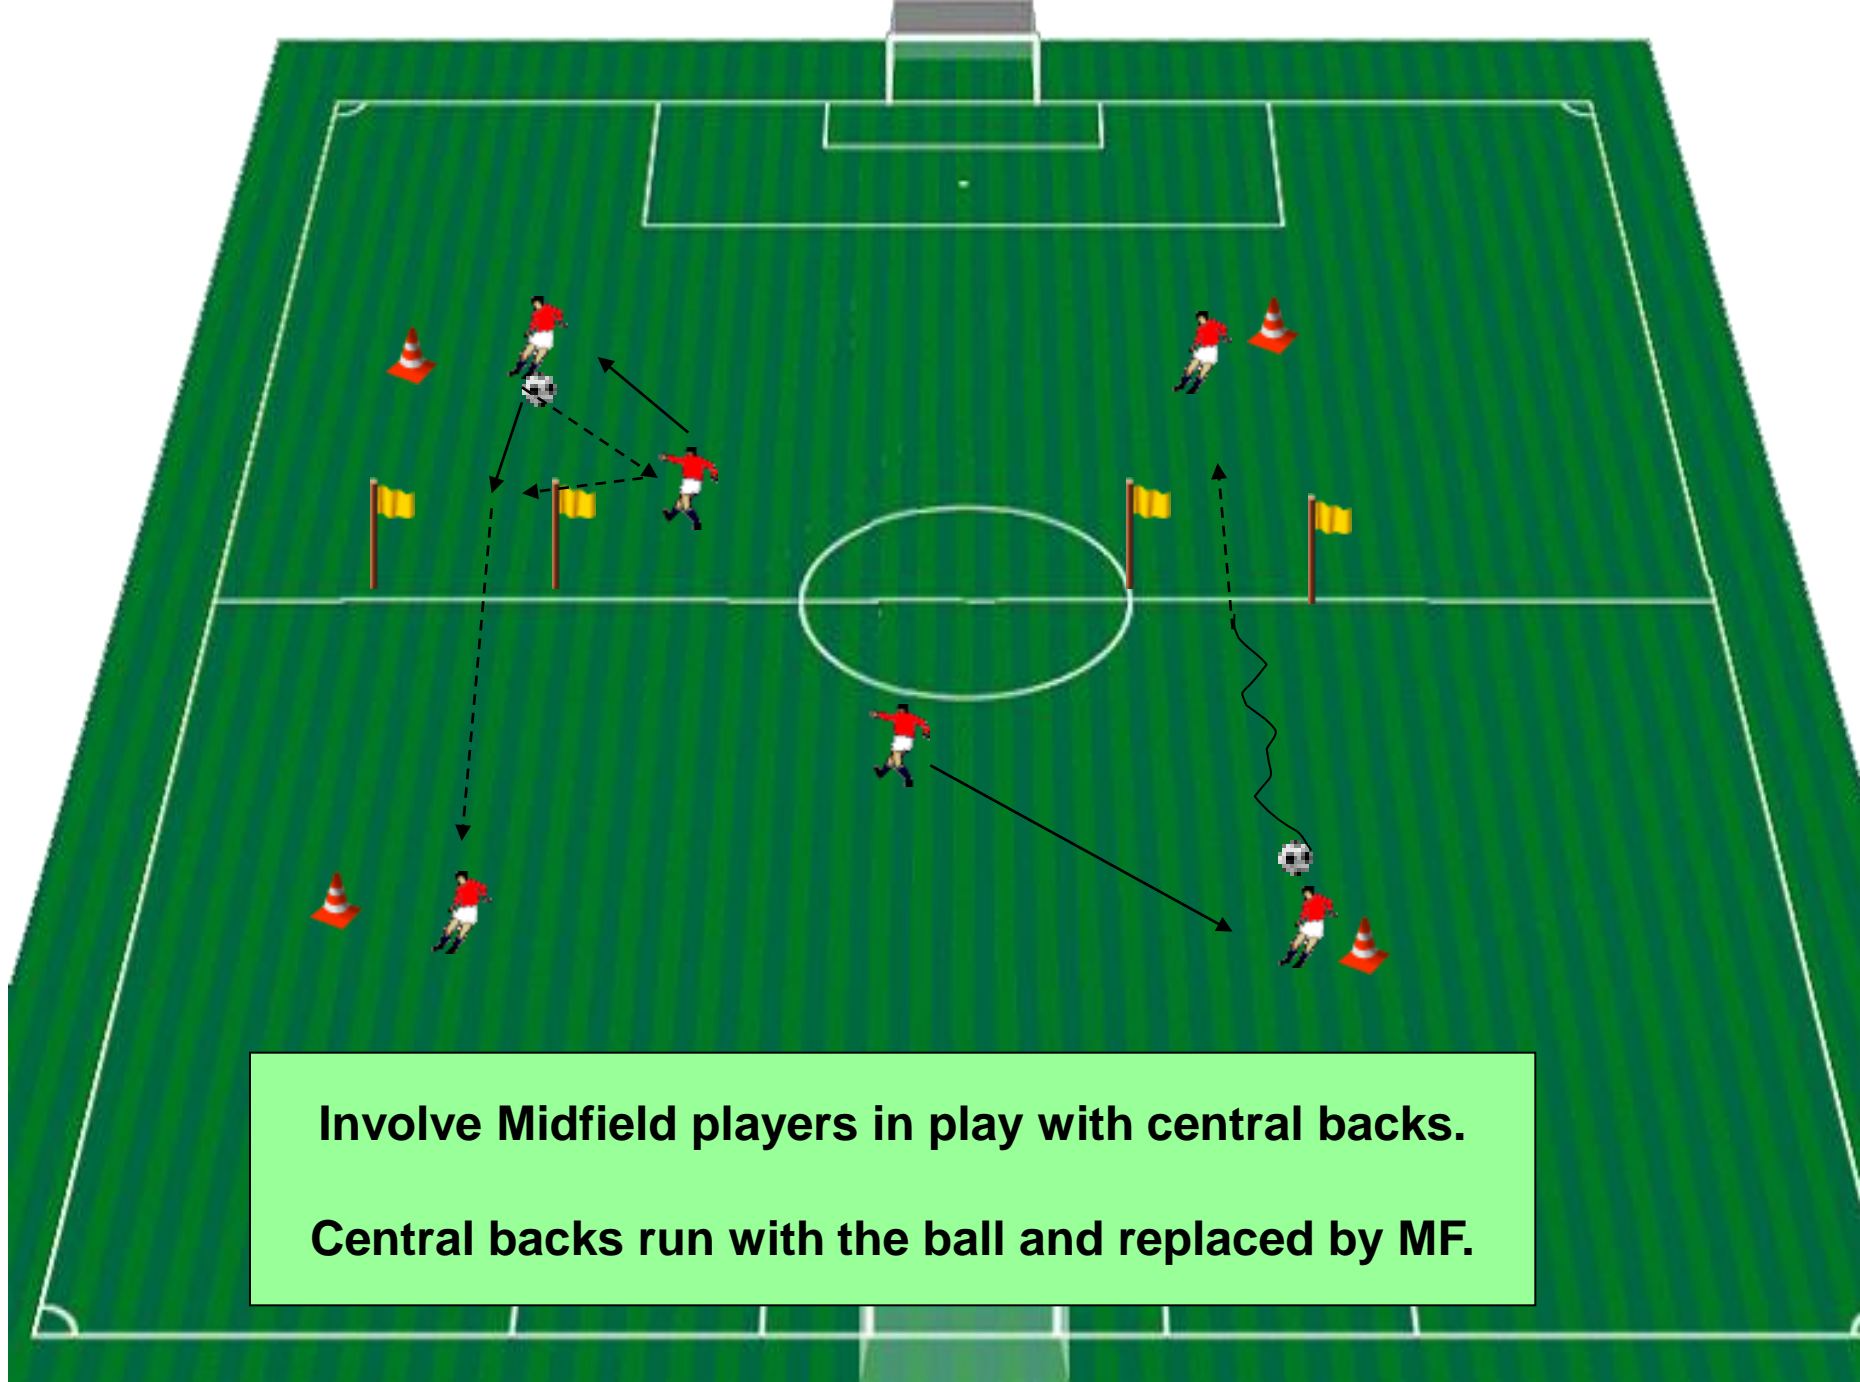 Involve Midfield players in play with central backs.
Central backs run with the ball and replaced by MF.